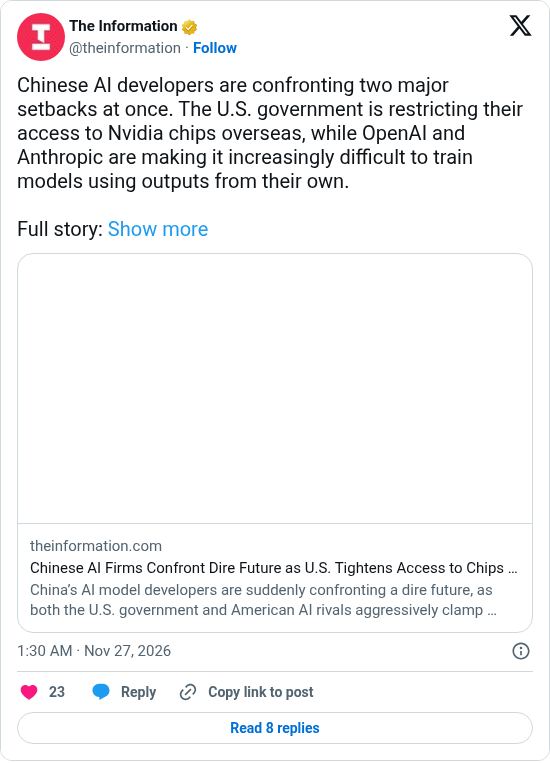 The Information
@theinformation · Follow
Chinese AI developers are confronting two major
setbacks at once. The U.S. government is restricting their
access to Nvidia chips overseas, while OpenAI and
Anthropic are making it increasingly difficult to train
models using outputs from their own.
Full story: Show more
theinformation.com
Chinese AI Firms Confront Dire Future as U.S. Tightens Access to Chips ...
China’s AI model developers are suddenly confronting a dire future, as
both the U.S. government and American AI rivals aggressively clamp ...
1:30 AM · Nov 27, 2026
23 Reply Copy link to post
Read 8 replies